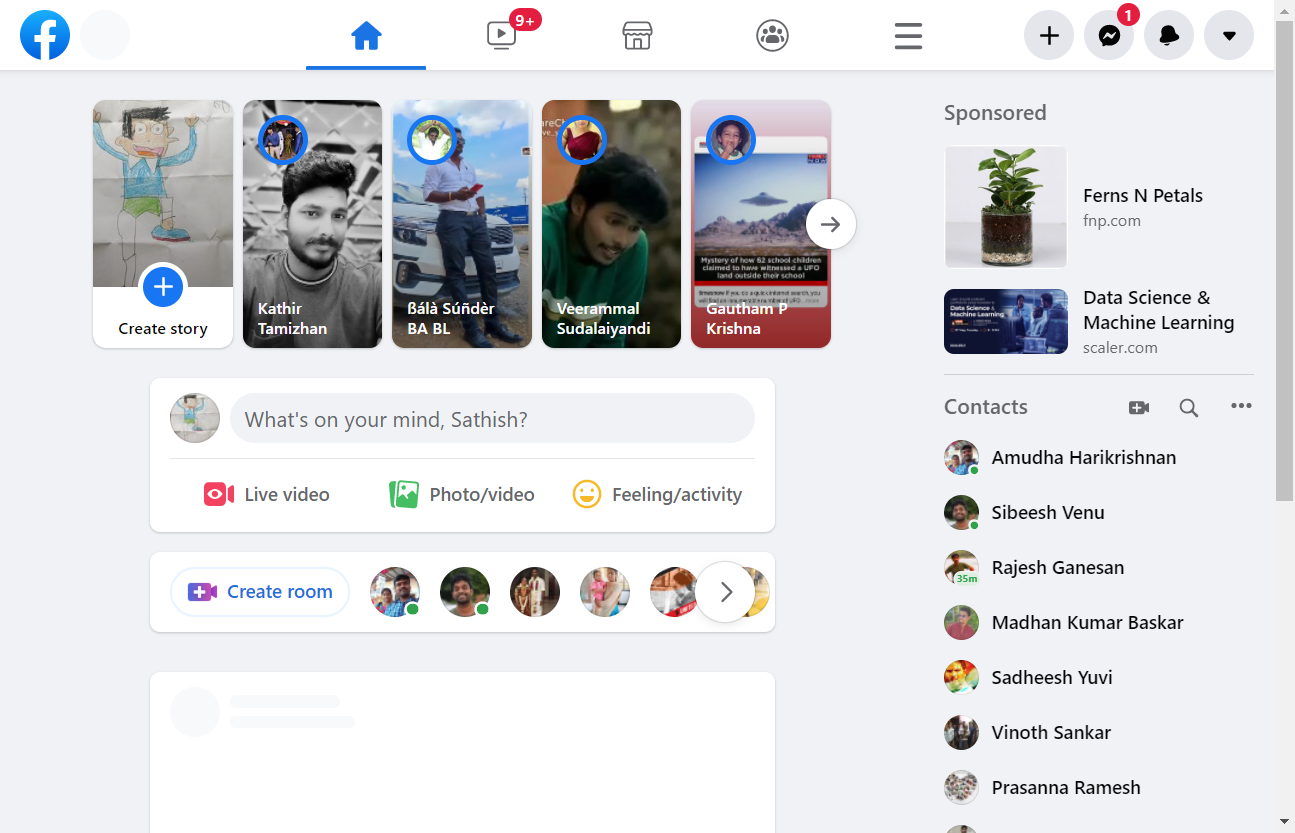 9+
1
Kathir
Tamizhan
ßálà Súñdèr
BA BL
Veerammal
Sudalaiyandi
Mystery of how 62 school children
claimed to have witnessed a UFO
land outside their school
Gautham P
Krishna
Create story
What's on your mind, Sathish?
Live video
Photo/video
Feeling/activity
Create room
Sponsored
Ferns N Petals
fnp.com
Data Science &
Machine Learning
Data Science &
Machine Learning
scaler.com
Contacts
Amudha Harikrishnan
Sibeesh Venu
35m
Rajesh Ganesan
Madhan Kumar Baskar
Sadheesh Yuvi
Vinoth Sankar
Prasanna Ramesh